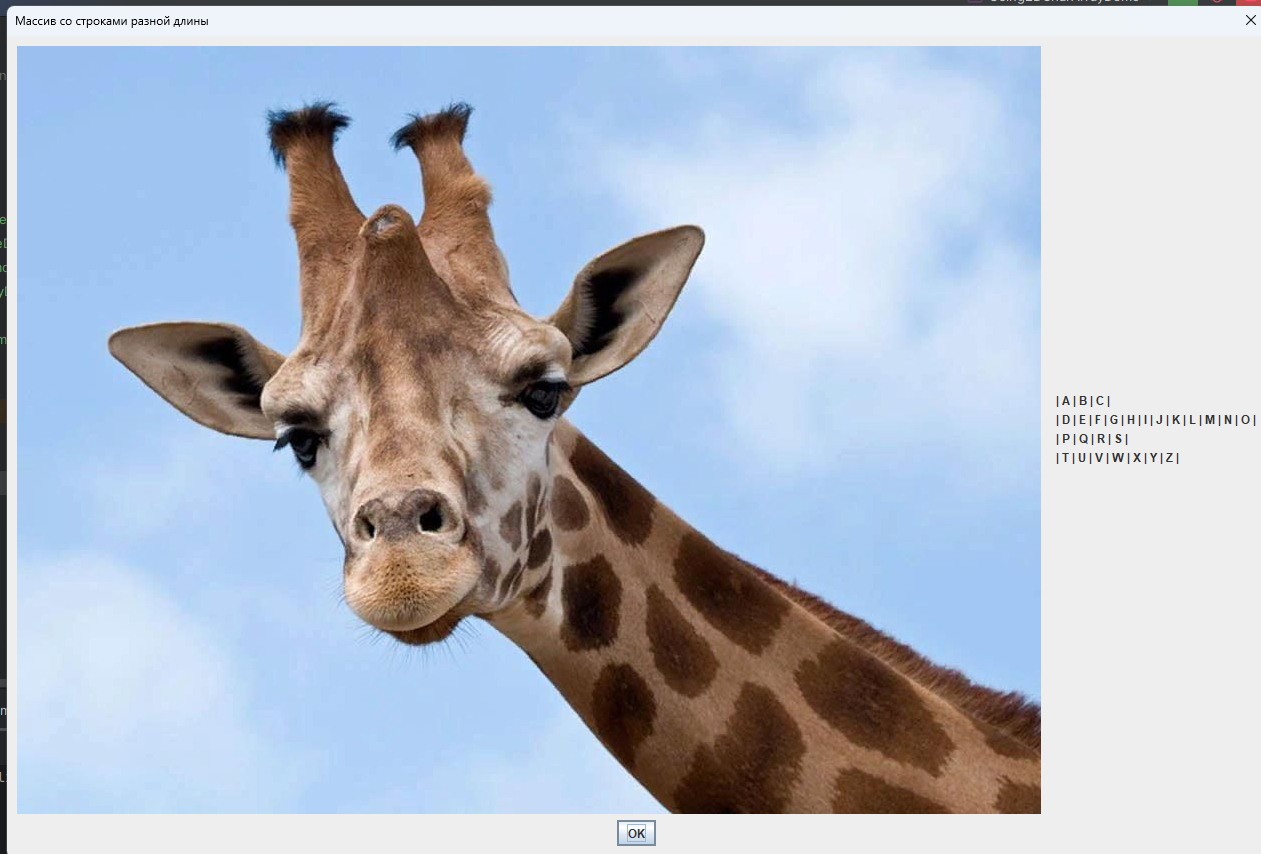 Массив со строками разной длины
| A | B | C |
| D | E | F | G | H | I | J | K | L | M | N | O |
| P | Q | R | S |
| T | U | V | W | X | Y | Z |
OK